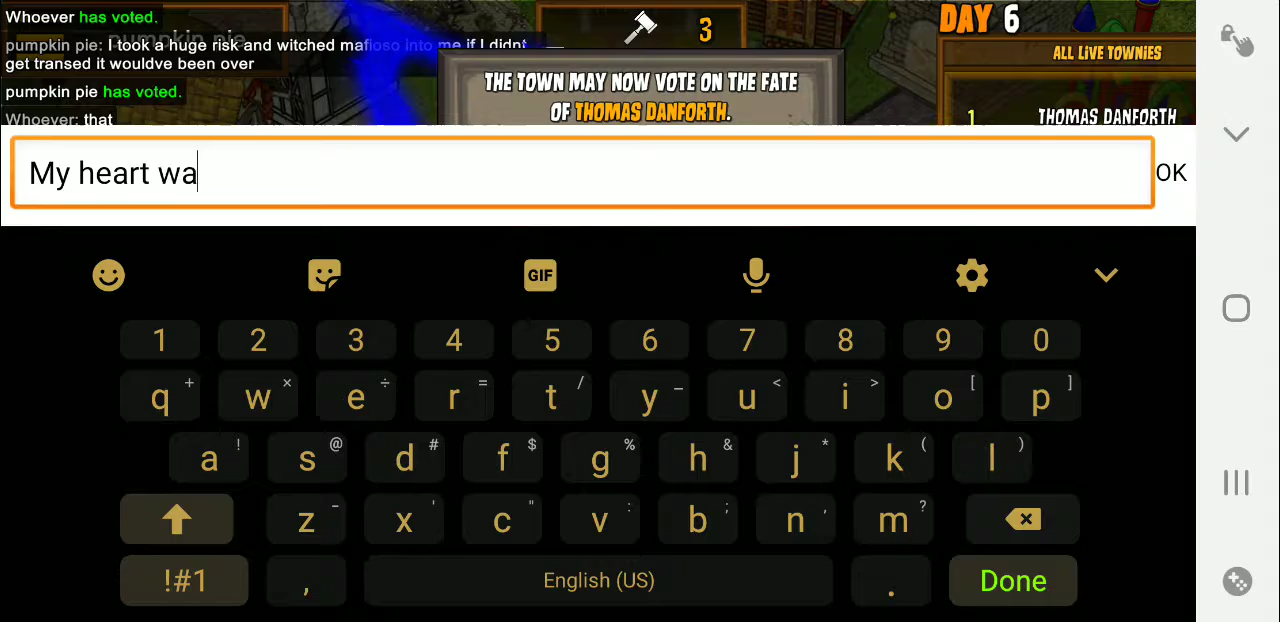 Whoever has voted.
pumpkin pie
pumpkin pie: I took a huge risk and witched mafioso into me if I didnt
get transed it wouldve been over
pumpkin pie has voted.
Whoever: that
3
THE TOWN MAY NOW VOTE ON THE FATE
OF THOMAS DANFORTH.
DAY 6
ALL LIVE TOWNIES
1 THOMAS DANFORTH
My heart wa
OK
GIF
1 2 3 4 5 6 7 8 9 0
q + w × e ÷ r = t / y _ u < i > o [ p ]
a ! s @ d # f $ g % h & j * k ( l )
z - x ' c " v : b ; n , m ?
!#1 , English (US) . Done